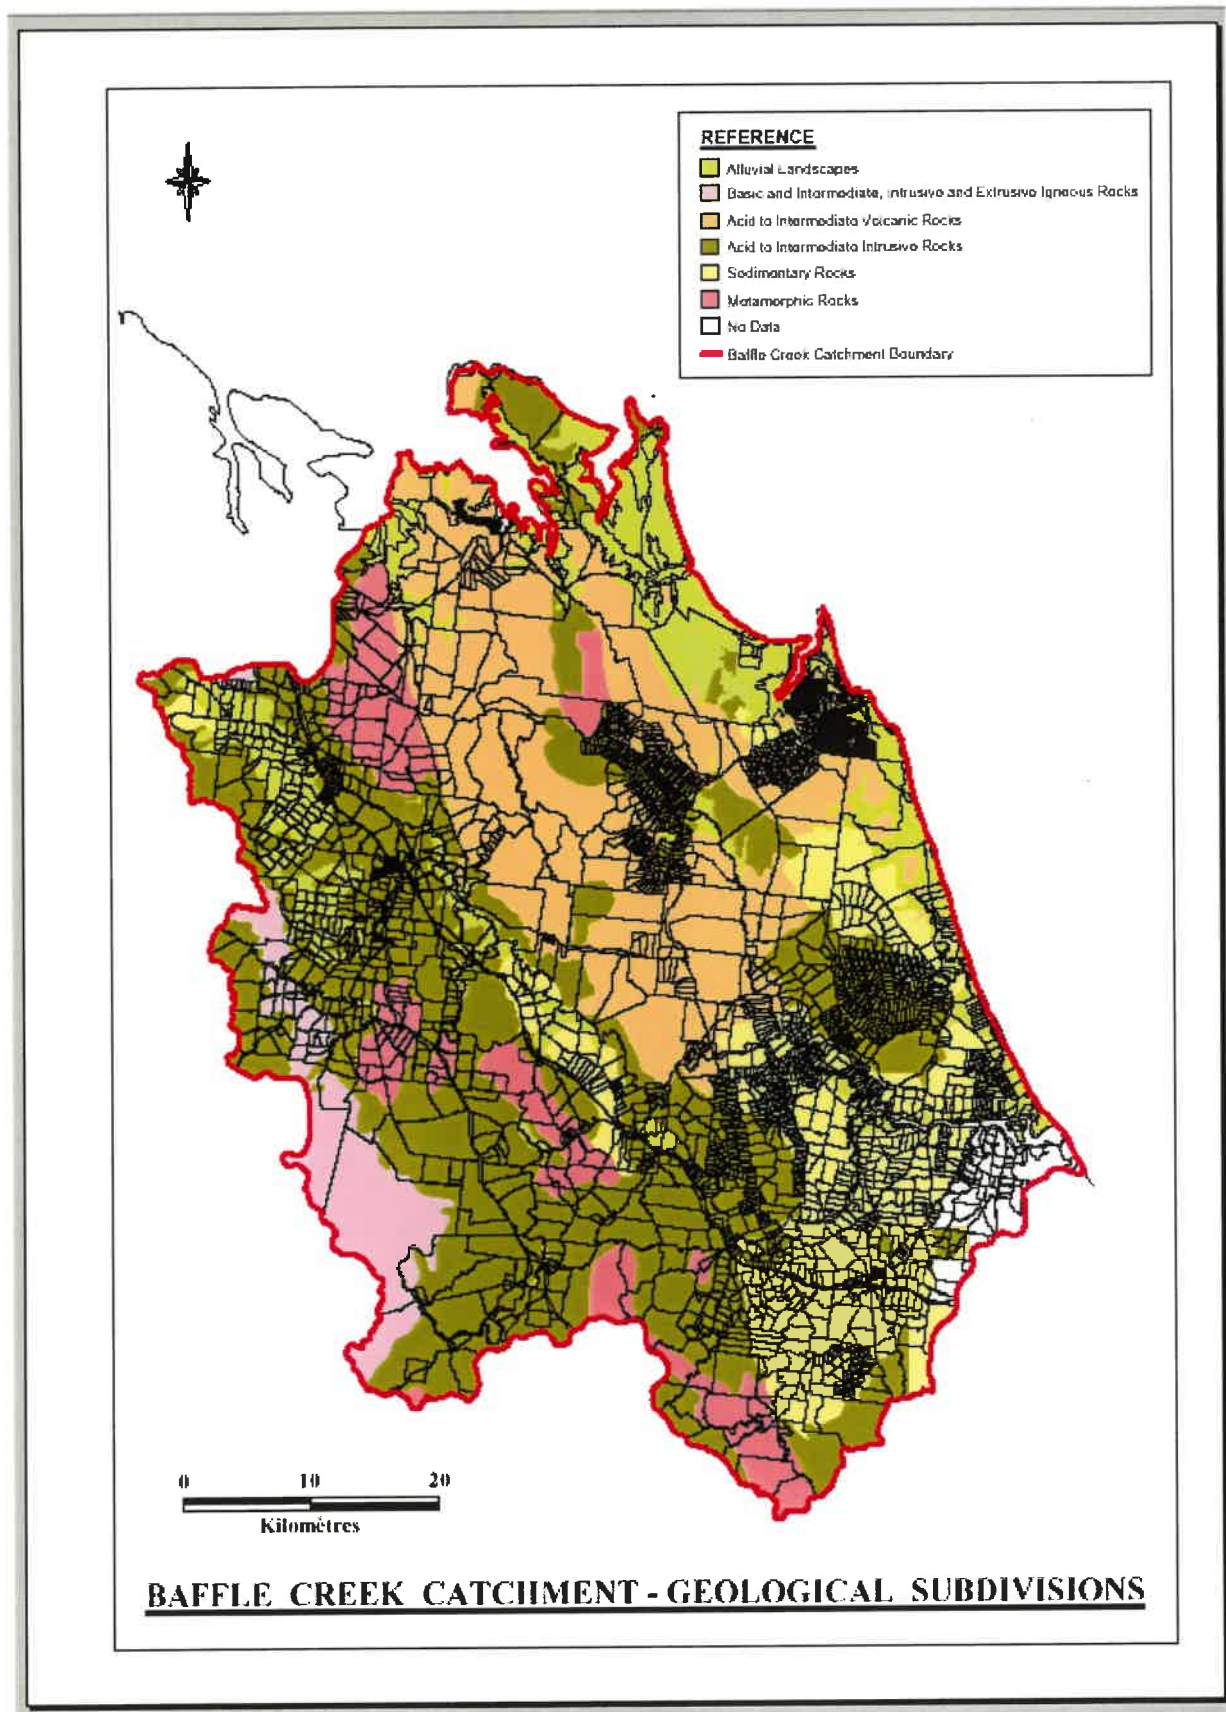 REFERENCE
Alluvial Landscapes
Basic and Intermediate, Intrusive and Extrusive Igneous Rocks
Acid to Intermediate Volcanic Rocks
Acid to Intermediate Intrusive Rocks
Sedimentary Rocks
Metamorphic Rocks
No Data
Baffle Creek Catchment Boundary
0 10 20
Kilometres
BAFFLE CREEK CATCHMENT - GEOLOGICAL SUBDIVISIONS